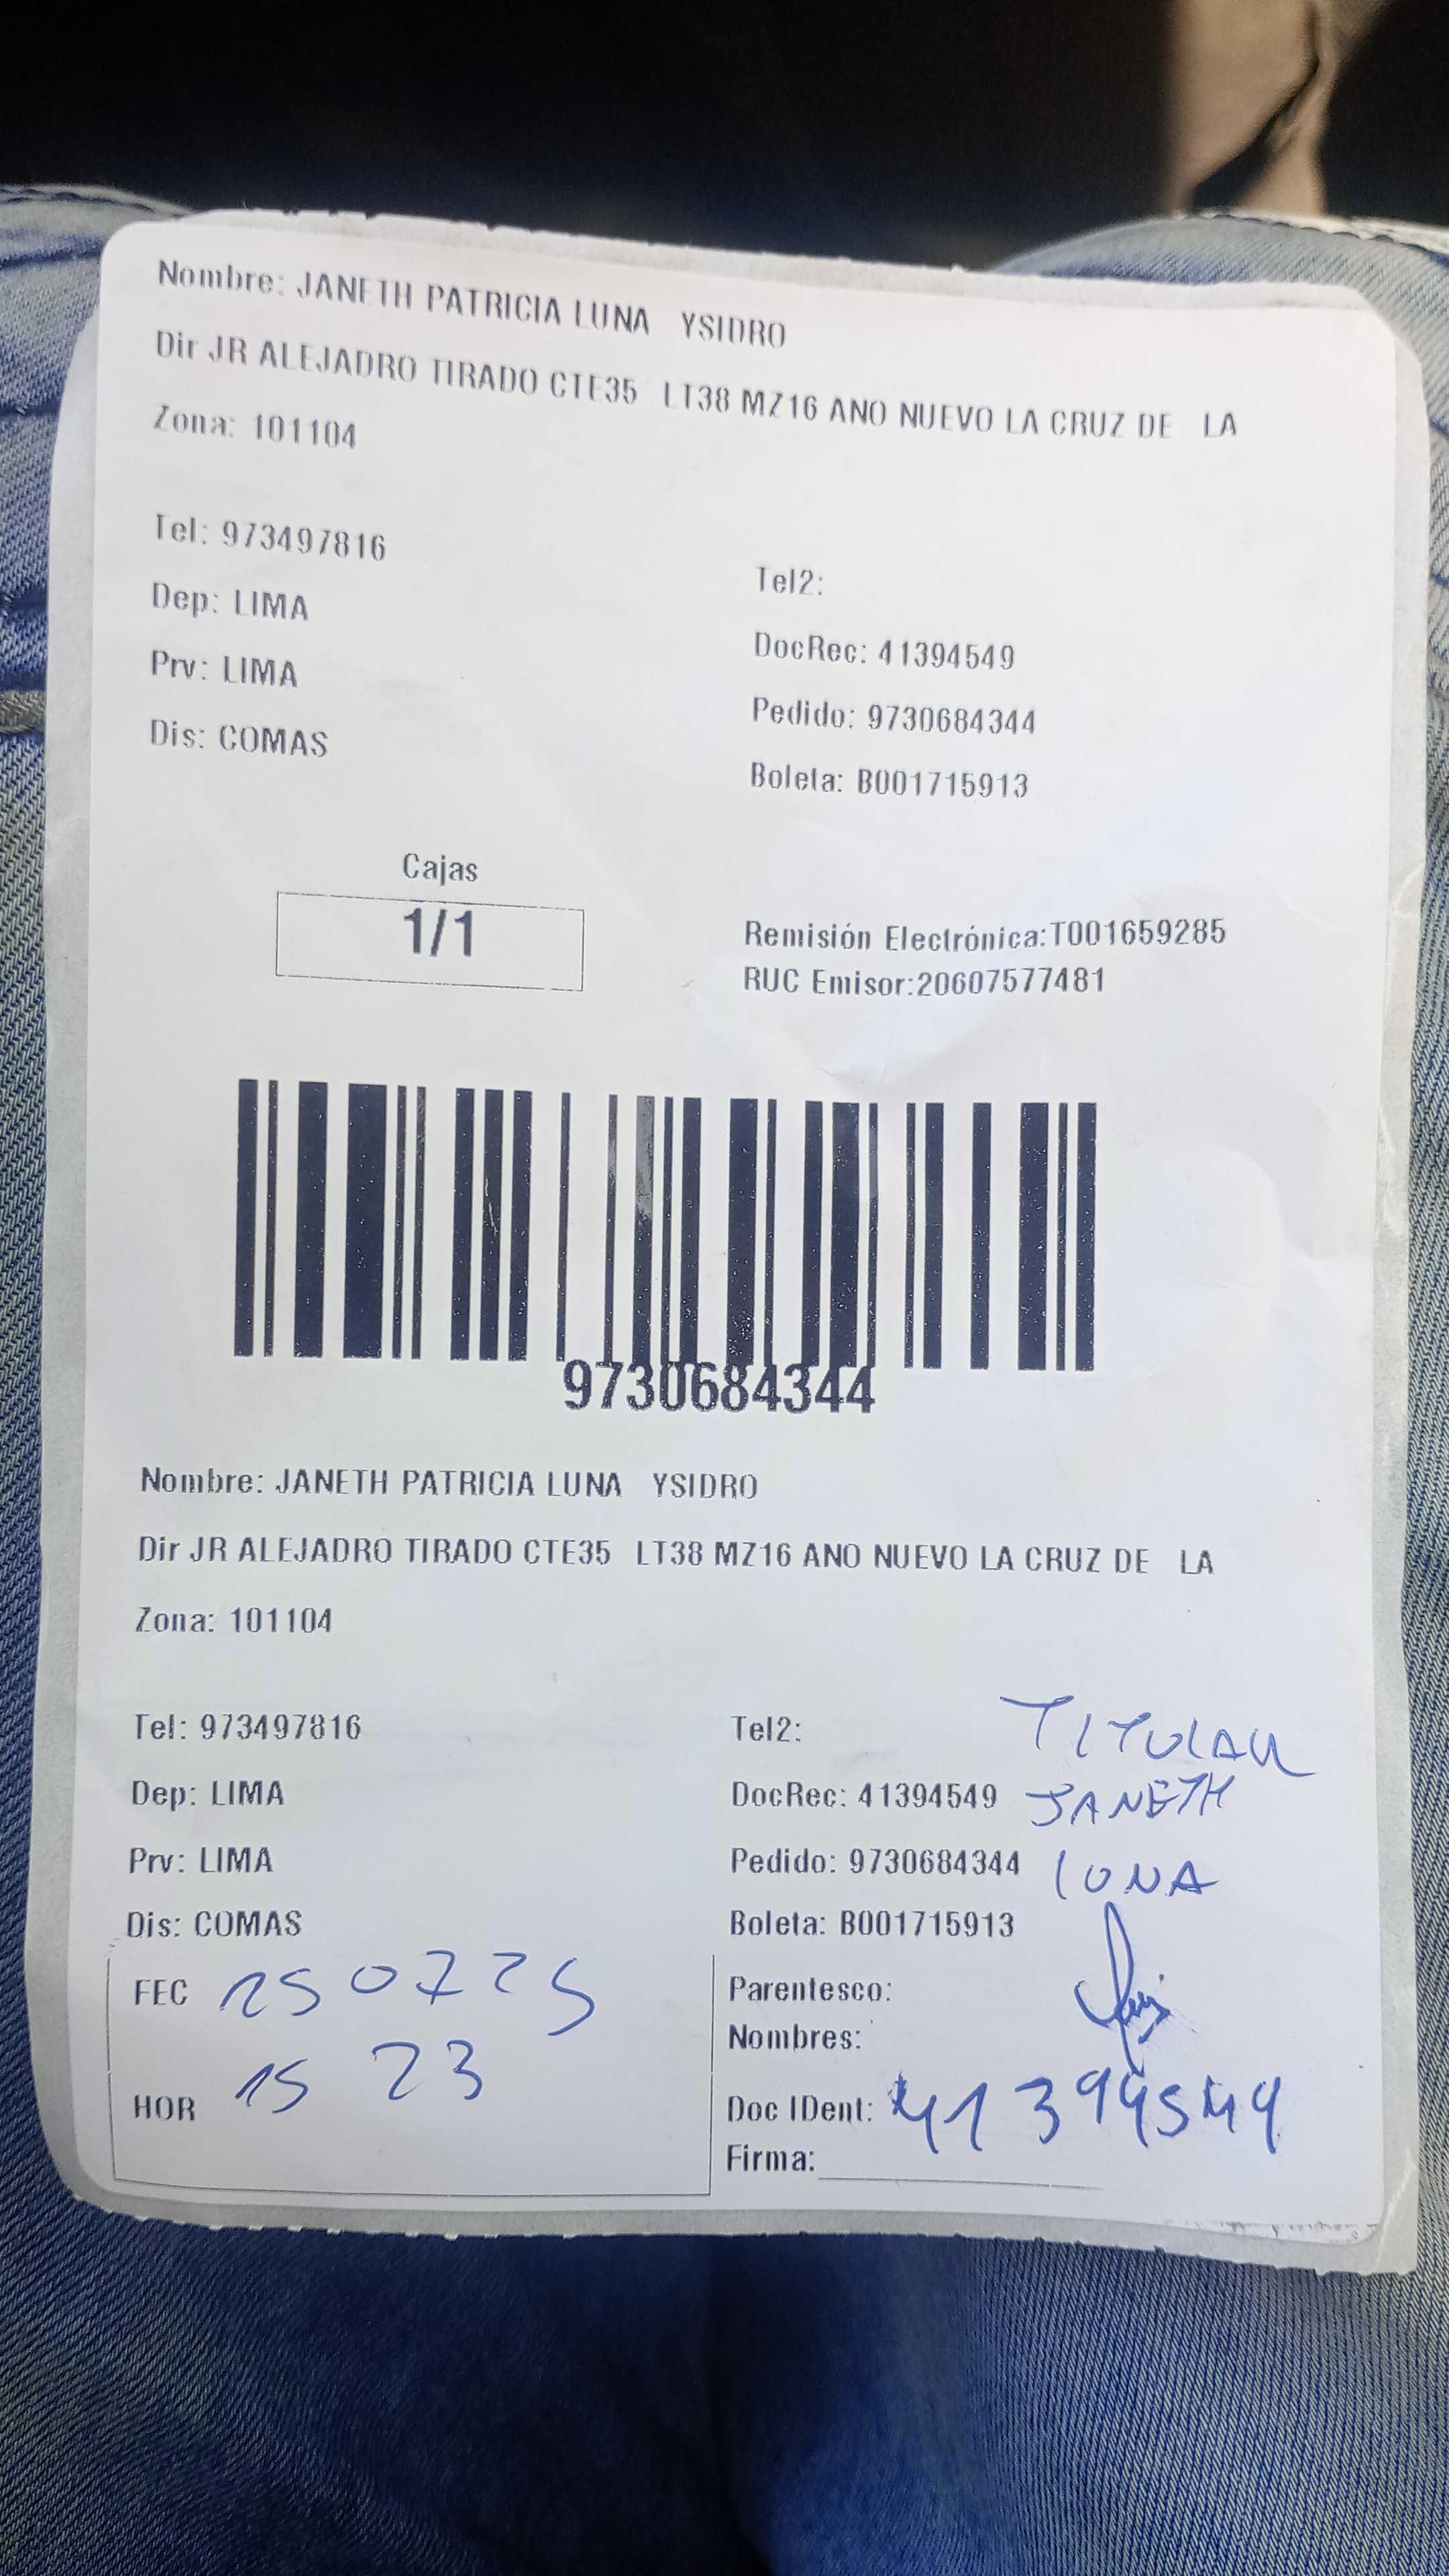 Nombre: JANETH PATRICIA LUNA YSIDRO
Dir JR ALEJADRO TIRADO CTE35 LT38 MZ16 ANO NUEVO LA CRUZ DE LA
Zona: 101104
Tel: 973497816
Tel2:
Dep: LIMA
DocRec: 41394549
Prv: LIMA
Pedido: 9730684344
Dis: COMAS
Boleta: B001715913
Cajas
1/1
Remisión Electrónica:T001659285
RUC Emisor:20607577481
9730684344
Nombre: JANETH PATRICIA LUNA YSIDRO
Dir JR ALEJADRO TIRADO CTE35 LT38 MZ16 ANO NUEVO LA CRUZ DE LA
Zona: 101104
Tel: 973497816
Tel2:
TITULAR
Dep: LIMA
DocRec: 41394549 JANETH
Prv: LIMA
Pedido: 9730684344 LUNA
Dis: COMAS
Boleta: B001715913
FEC 250725
Parentesco:
Nombres:
HOR 15 23
Doc IDent: 41394549
Firma: